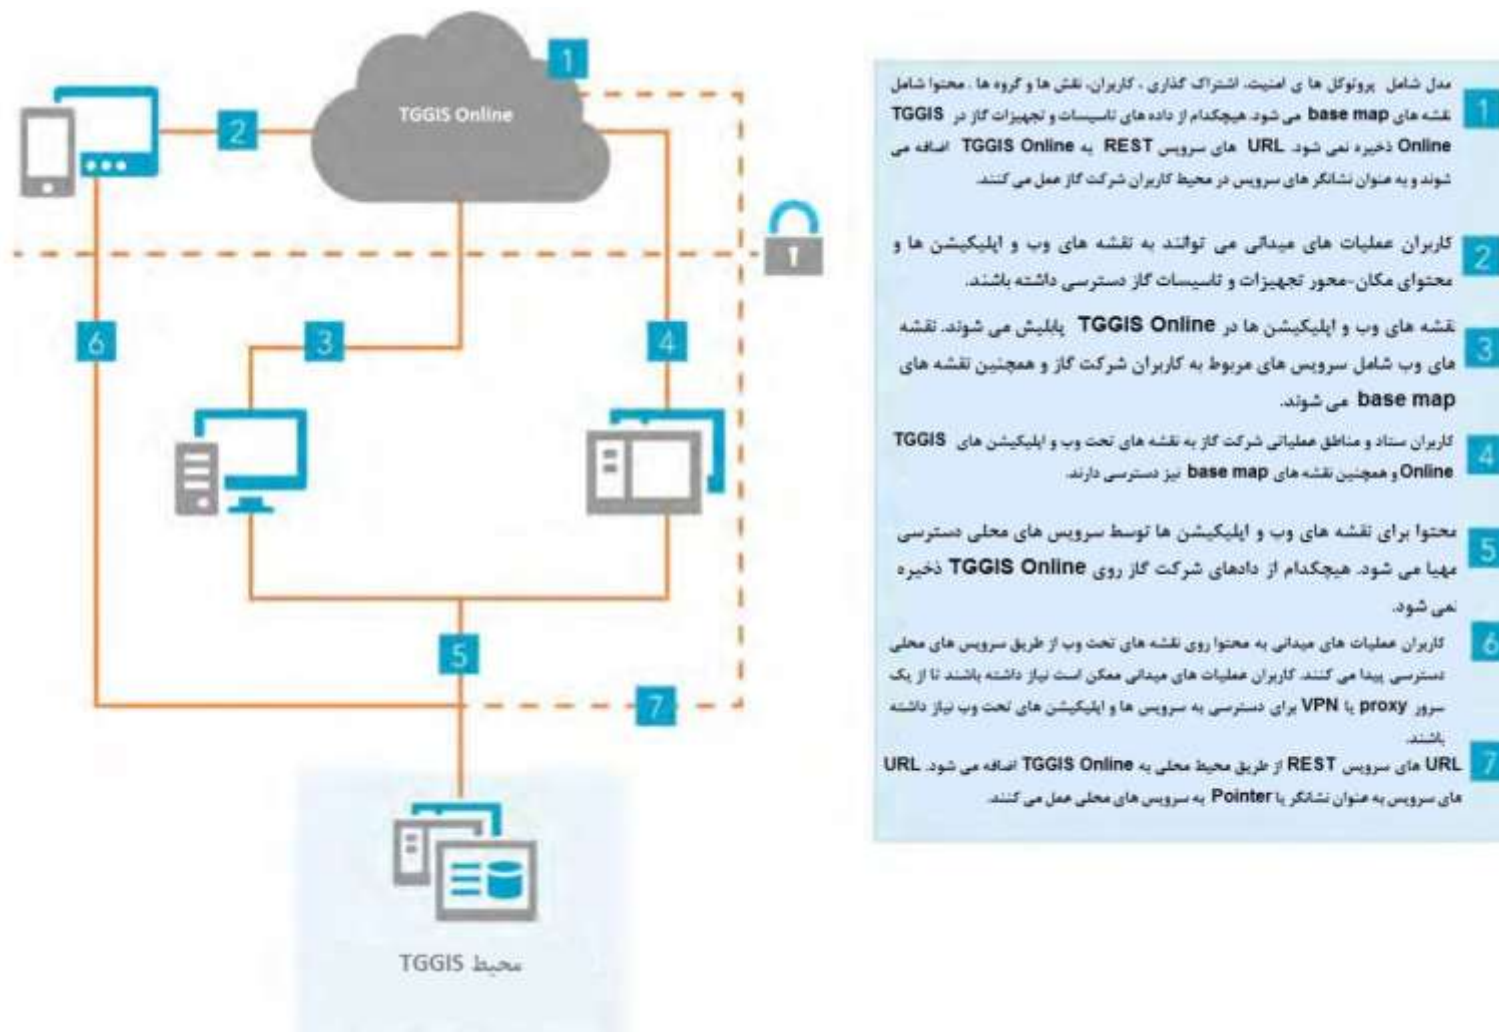 1
TGGIS Online
2
6
3
4
5
7
محیط TGGIS
1
مدل شامل پروتوکل ها ی امنیت، اشتراک گذاری ، کاربران، نقش ها و گروه ها . محتوا شامل
نقشه های base map می شود. هیچکدام از داده های تاسیسات و تجهیزات گاز در TGGIS
Online ذخیره نمی شود. URL های سرویس REST به TGGIS Online اضافه می
شوند و به عنوان نشانگر های سرویس در محیط کاربران شرکت گاز عمل می کنند.
2
کاربران عملیات های میدانی می توانند به نقشه های وب و اپلیکیشن ها و
محتوای مکان-محور تجهیزات و تاسیسات گاز دسترسی داشته باشند.
3
نقشه های وب و اپلیکیشن ها در TGGIS Online پابلیش می شوند. نقشه
های وب شامل سرویس های مربوط به کاربران شرکت گاز و همچنین نقشه های
base map می شوند.
4
کاربران ستاد و مناطق عملیاتی شرکت گاز به نقشه های تحت وب و اپلیکیشن های TGGIS
Online و همچنین نقشه های base map نیز دسترسی دارند.
5
محتوا برای نقشه های وب و اپلیکیشن ها توسط سرویس های محلی دسترسی
مهیا می شود. هیچکدام از دادهای شرکت گاز روی TGGIS Online ذخیره
نمی شود.
6
کاربران عملیات های میدانی به محتوا روی نقشه های تحت وب از طریق سرویس های محلی
دسترسی پیدا می کنند. کاربران عملیات های میدانی ممکن است نیاز داشته باشند تا از یک
سرور proxy یا VPN برای دسترسی به سرویس ها و اپلیکیشن های تحت وب نیاز داشته
باشند.
7
URL های سرویس REST از طریق محیط محلی به TGGIS Online اضافه می شود. URL
های سرویس به عنوان نشانگر یا Pointer به سرویس های محلی عمل می کنند.